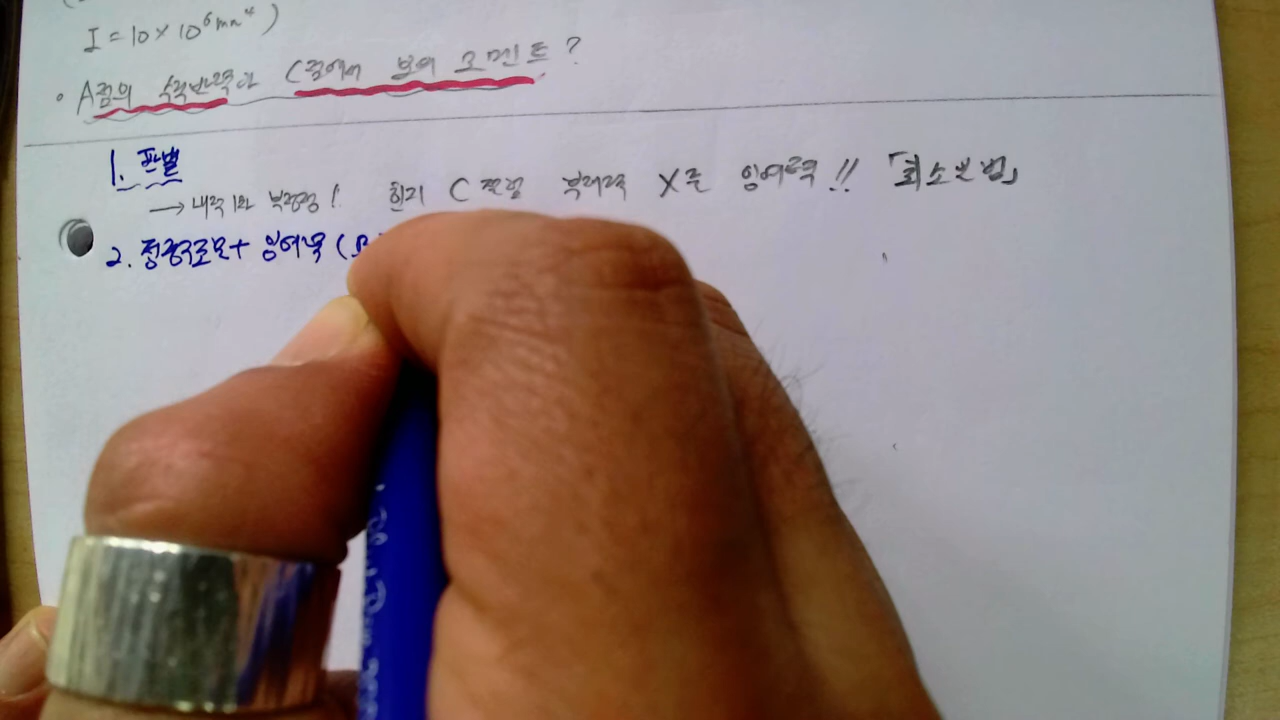 I = 10 × 10⁶ mm⁴ )
• A점의 수직반력과 C점에서 보의 모멘트 ?
1. 판별
→ 내적 1차 부정정 ! 힌지 C 부재력 X를 잉여력 !! 「최소일법」
2. 정정구조물 + 잉여력 (